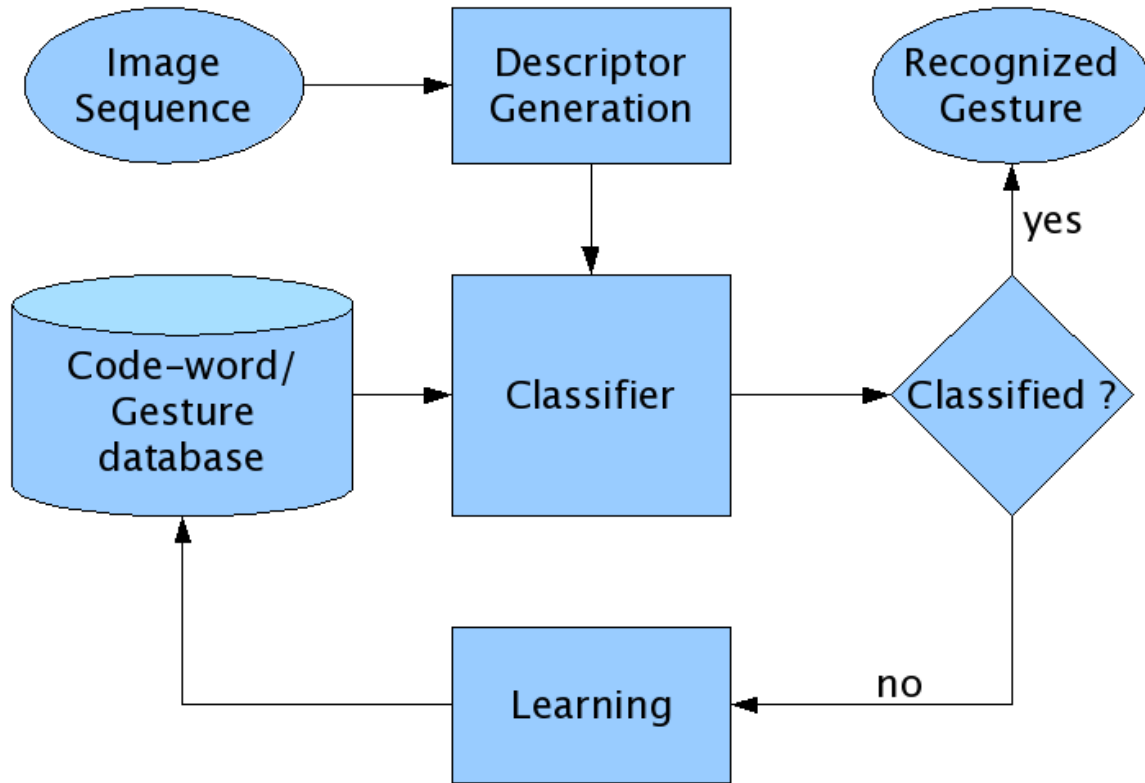 Image
Sequence
Descriptor
Generation
Recognized
Gesture
yes
Code-word/
Gesture
database
Classifier
Classified ?
Learning
no